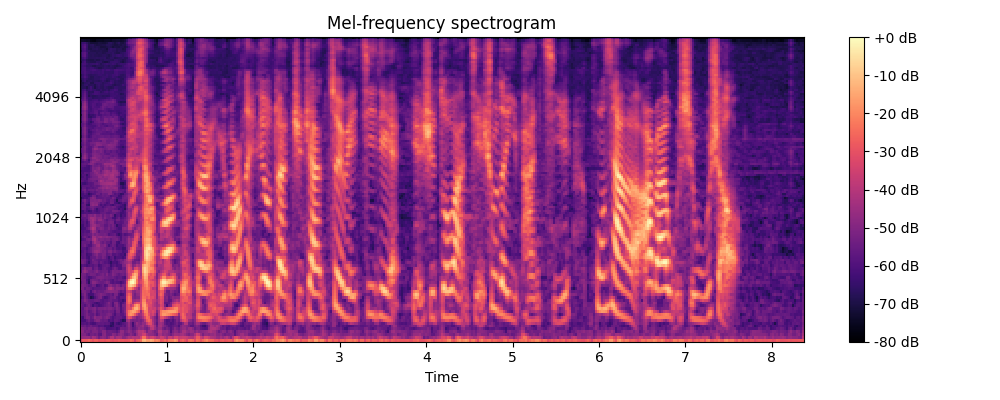 Mel-frequency spectrogram
+0 dB
-10 dB
-20 dB
-30 dB
-40 dB
-50 dB
-60 dB
-70 dB
-80 dB
Hz
4096
2048
1024
512
0
0 1 2 3 4 5 6 7 8
Time